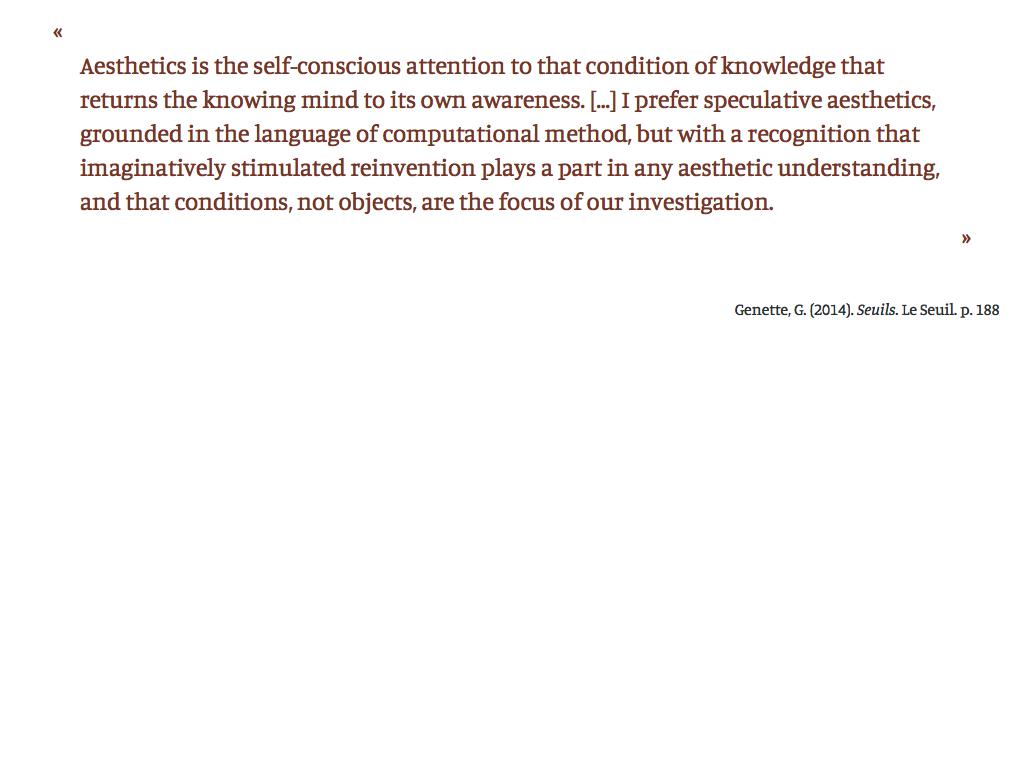 «
Aesthetics is the self-conscious attention to that condition of knowledge that
returns the knowing mind to its own awareness. [...] I prefer speculative aesthetics,
grounded in the language of computational method, but with a recognition that
imaginatively stimulated reinvention plays a part in any aesthetic understanding,
and that conditions, not objects, are the focus of our investigation.
»
Genette, G. (2014). Seuils. Le Seuil. p. 188